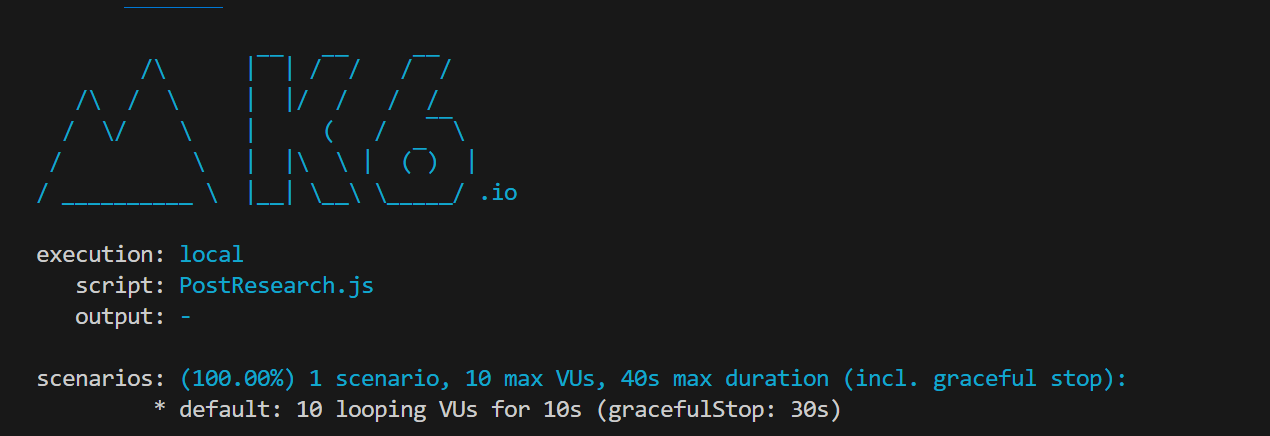 K6 .io
execution: local
script: PostResearch.js
output: -
scenarios: (100.00%) 1 scenario, 10 max VUs, 40s max duration (incl. graceful stop):
* default: 10 looping VUs for 10s (gracefulStop: 30s)